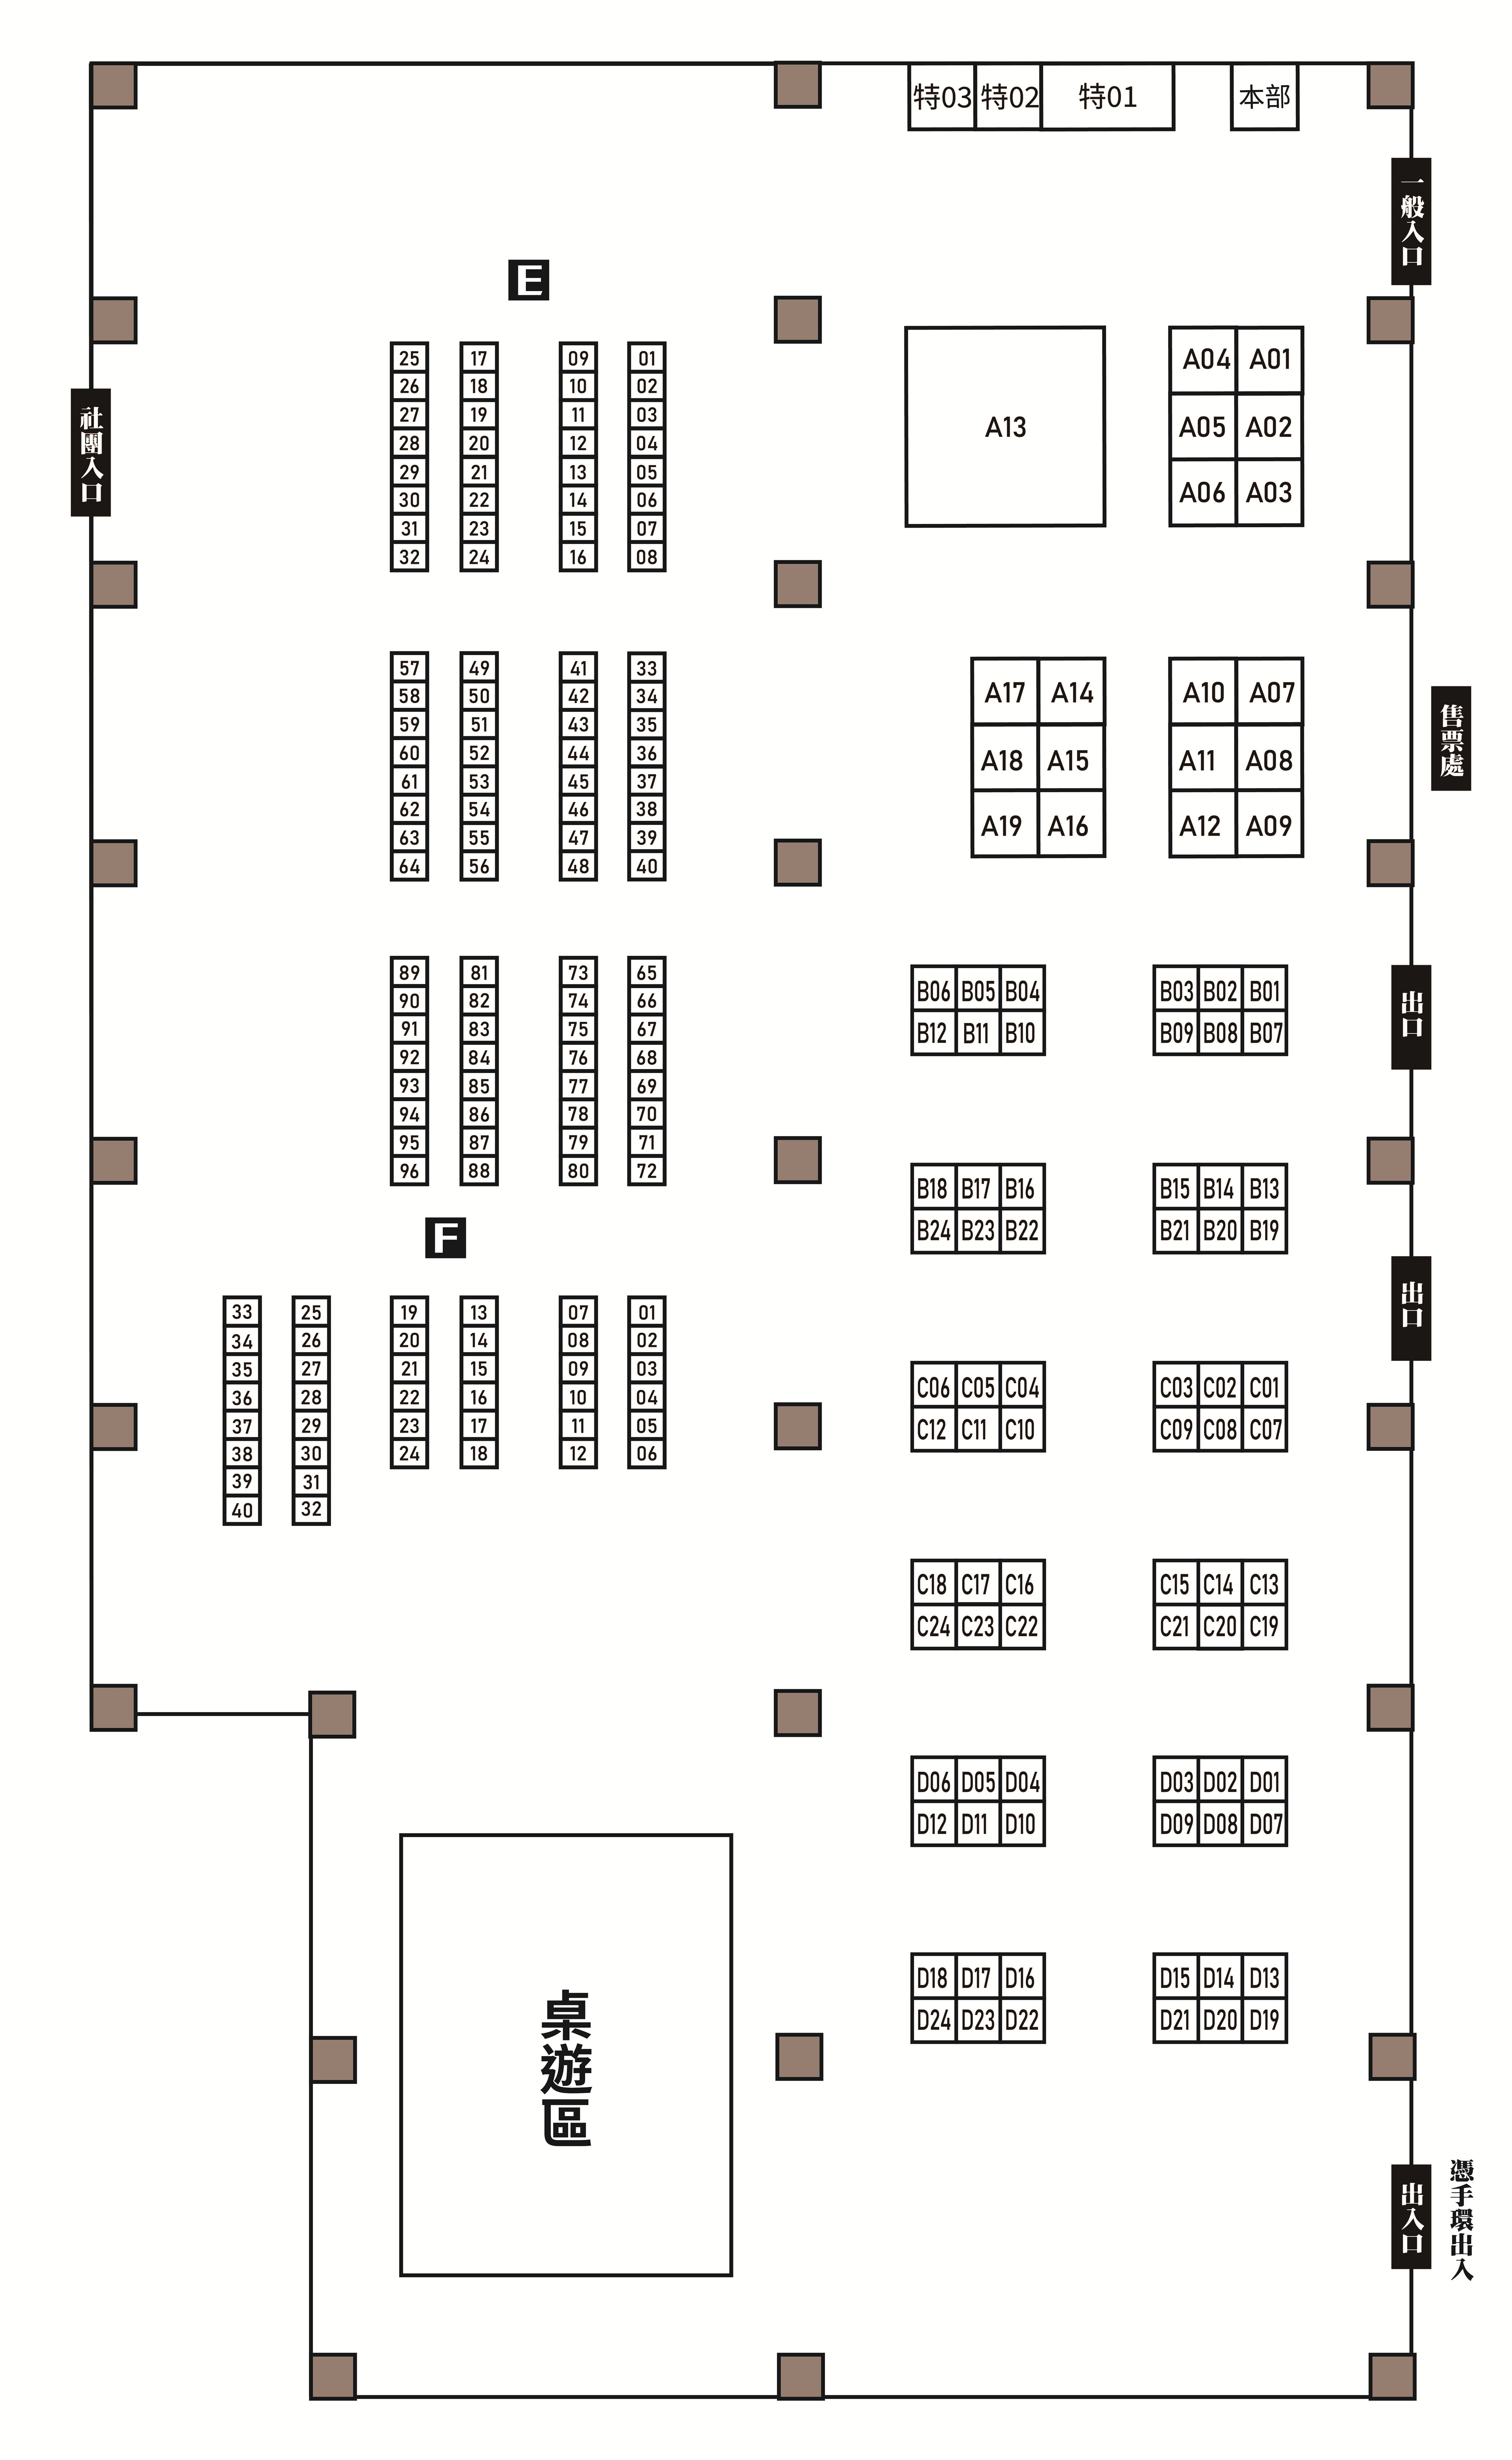 特03 特02 特01 本部
一般入口
E
25 17 09 01
26 18 10 02
27 19 11 03
28 20 12 04
29 21 13 05
30 22 14 06
31 23 15 07
32 24 16 08
社團入口
A13
A04 A01
A05 A02
A06 A03
57 49 41 33
58 50 42 34
59 51 43 35
60 52 44 36
61 53 45 37
62 54 46 38
63 55 47 39
64 56 48 40
A17 A14 A10 A07
A18 A15 A11 A08
A19 A16 A12 A09
售票處
89 81 73 65
90 82 74 66
91 83 75 67
92 84 76 68
93 85 77 69
94 86 78 70
95 87 79 71
96 88 80 72
B06 B05 B04 B03 B02 B01
B12 B11 B10 B09 B08 B07
出口
B18 B17 B16 B15 B14 B13
B24 B23 B22 B21 B20 B19
F
出口
33 25 19 13 07 01
34 26 20 14 08 02
35 27 21 15 09 03
36 28 22 16 10 04
37 29 23 17 11 05
38 30 24 18 12 06
39 31
40 32
C06 C05 C04 C03 C02 C01
C12 C11 C10 C09 C08 C07
C18 C17 C16 C15 C14 C13
C24 C23 C22 C21 C20 C19
D06 D05 D04 D03 D02 D01
D12 D11 D10 D09 D08 D07
D18 D17 D16 D15 D14 D13
D24 D23 D22 D21 D20 D19
桌遊區
出入口
憑手環出入